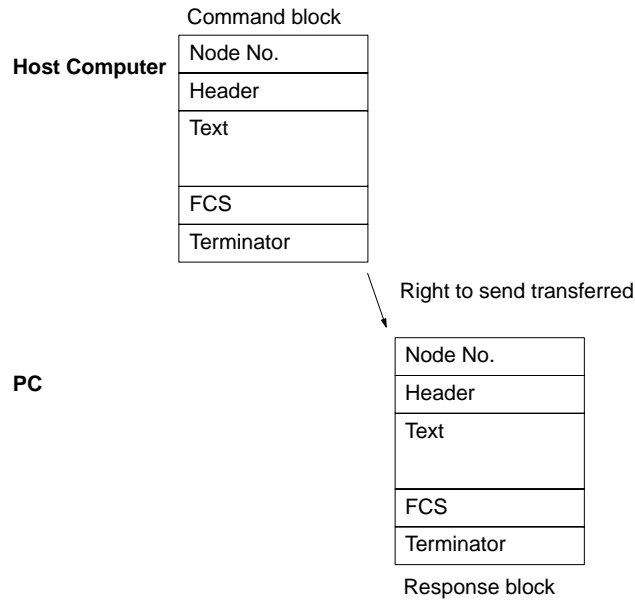 Command block
Host Computer
Node No.
Header
Text
FCS
Terminator
Right to send transferred
PC
Node No.
Header
Text
FCS
Terminator
Response block